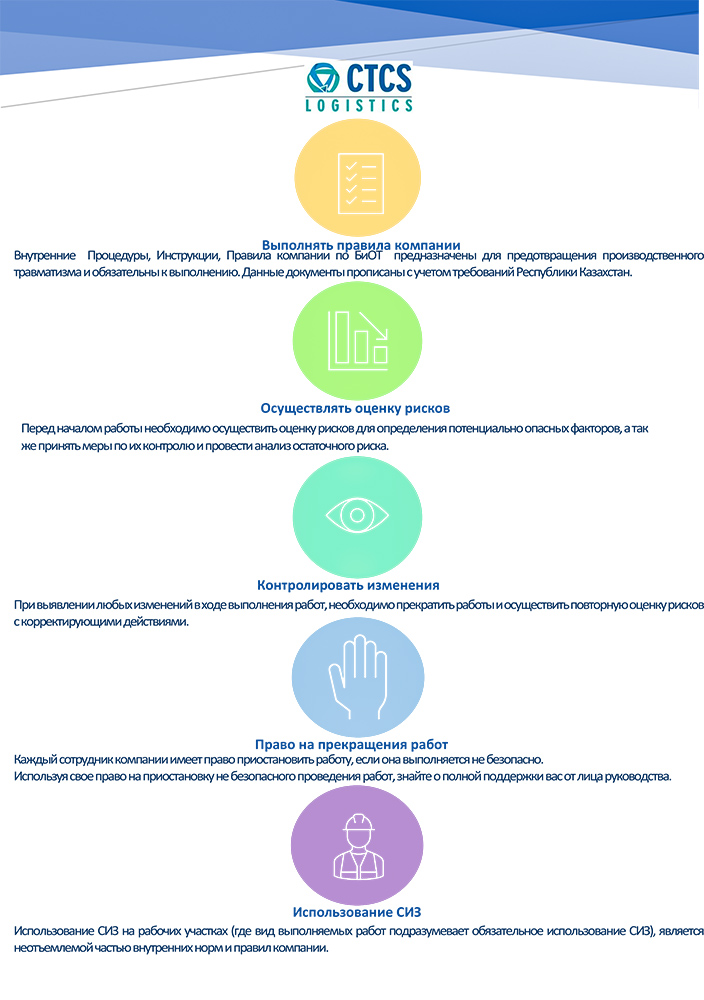 CTCS
LOGISTICS
Выполнять правила компании
Внутренние Процедуры, Инструкции, Правила компании по БиОТ предназначены для предотвращения производственного
травматизма и обязательны к выполнению. Данные документы прописаны с учетом требований Республики Казахстан.
Осуществлять оценку рисков
Перед началом работы необходимо осуществить оценку рисков для определения потенциально опасных факторов, а так
же принять меры по их контролю и провести анализ остаточного риска.
Контролировать изменения
При выявлении любых изменений в ходе выполнения работ, необходимо прекратить работы и осуществить повторную оценку рисков
с корректирующими действиями.
Право на прекращения работ
Каждый сотрудник компании имеет право приостановить работу, если она выполняется не безопасно.
Используя свое право на приостановку не безопасного проведения работ, знайте о полной поддержки вас от лица руководства.
Использование СИЗ
Использование СИЗ на рабочих участках (где вид выполняемых работ подразумевает обязательное использование СИЗ), является
неотъемлемой частью внутренних норм и правил компании.